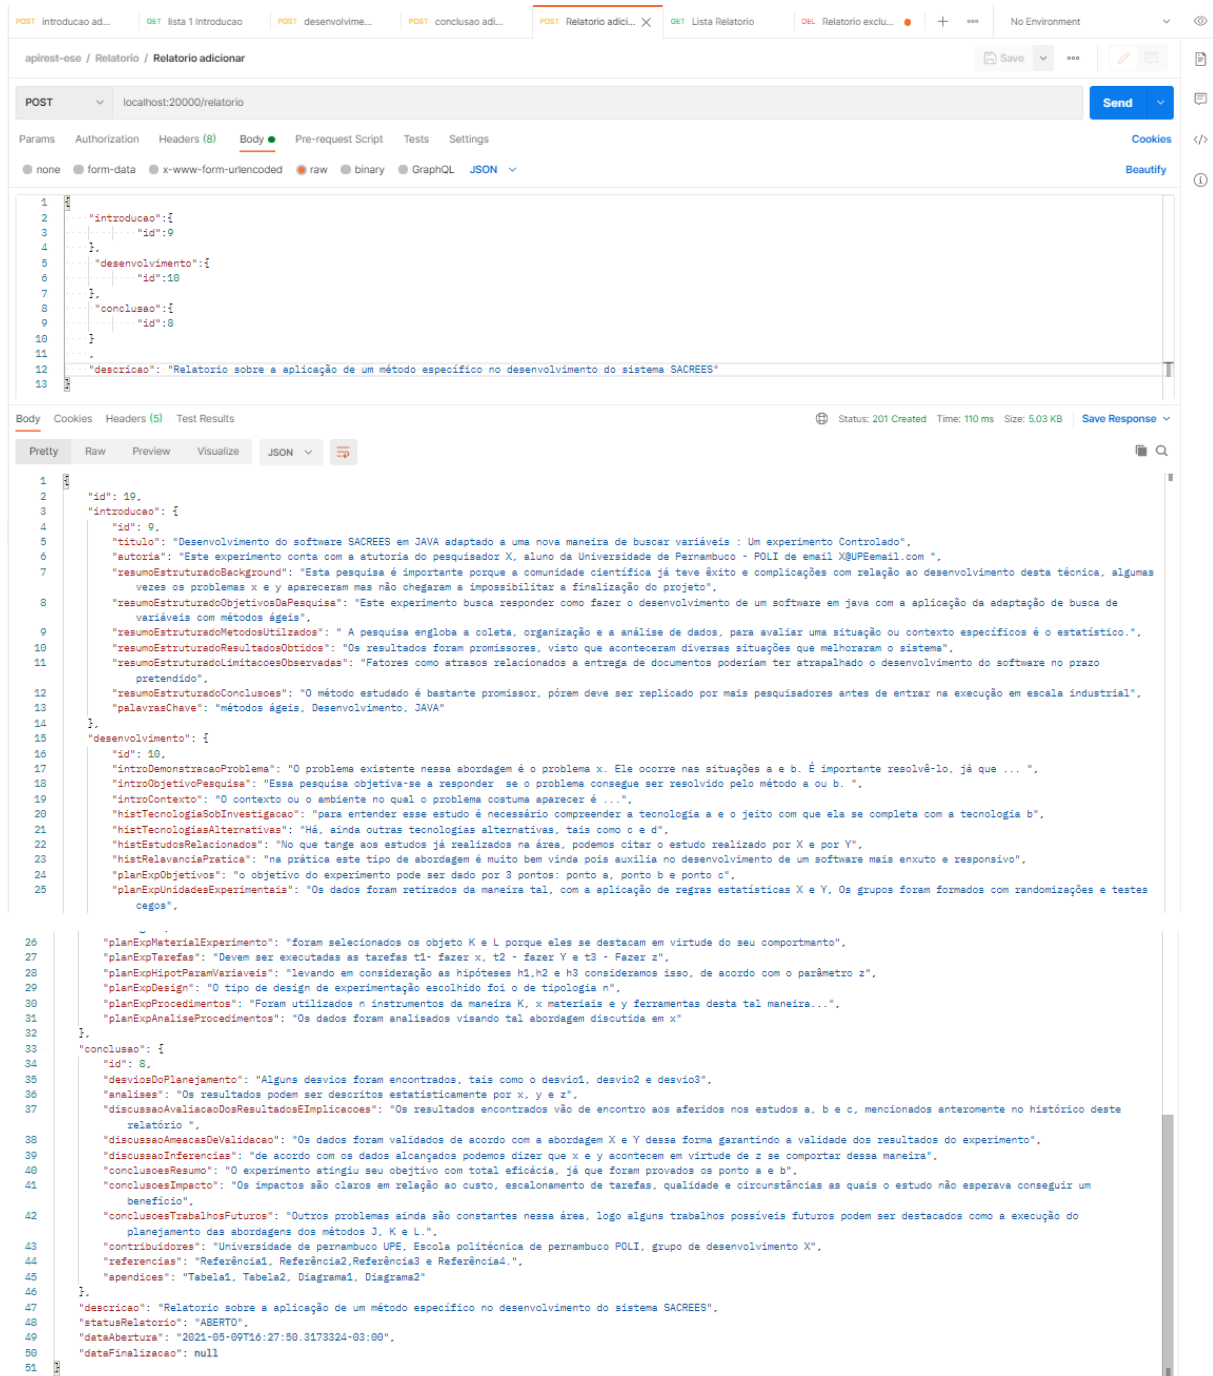 POST introducao ad... GET lista 1 Introducao POST desenvolvime... POST conclusao adi... POST Relatorio adici... GET Lista Relatorio DEL Relatorio exclu... + ooo No Environment
apirest-ese / Relatorio / Relatorio adicionar Save ooo
POST localhost:20000/relatorio Send
Params Authorization Headers (8) Body Pre-request Script Tests Settings Cookies
none form-data x-www-form-urlencoded raw binary GraphQL JSON Beautify
1 {
2 "introducao":{
3 "id":9
4 },
5 "desenvolvimento":{
6 "id":10
7 },
8 "conclusao":{
9 "id":8
10 }
11 ,
12 "descricao": "Relatorio sobre a aplicação de um método específico no desenvolvimento do sistema SACREES"
13 }
Body Cookies Headers (5) Test Results Status: 201 Created Time: 110 ms Size: 5.03 KB Save Response
Pretty Raw Preview Visualize JSON
1 {
2 "id": 19,
3 "introducao": {
4 "id": 9,
5 "titulo": "Desenvolvimento do software SACREES em JAVA adaptado a uma nova maneira de buscar variáveis : Um experimento Controlado",
6 "autoria": "Este experimento conta com a atutoria do pesquisador X, aluno da Universidade de Pernambuco - POLI de email X@UPEemail.com ",
7 "resumoEstruturadoBackground": "Esta pesquisa é importante porque a comunidade científica já teve êxito e complicações com relação ao desenvolvimento desta técnica, algumas
vezes os problemas x e y apareceram mas não chegaram a impossibilitar a finalização do projeto",
8 "resumoEstruturadoObjetivosDaPesquisa": "Este experimento busca responder como fazer o desenvolvimento de um software em java com a aplicação da adaptação de busca de
variáveis com métodos ágeis",
9 "resumoEstruturadoMetodosUtilzados": " A pesquisa engloba a coleta, organização e a análise de dados, para avaliar uma situação ou contexto específicos é o estatístico.",
10 "resumoEstruturadoResultadosObtidos": "Os resultados foram promissores, visto que aconteceram diversas situações que melhoraram o sistema",
11 "resumoEstruturadoLimitacoesObservadas": "Fatores como atrasos relacionados a entrega de documentos poderiam ter atrapalhado o desenvolvimento do software no prazo
pretendido",
12 "resumoEstruturadoConclusoes": "O método estudado é bastante promissor, pórem deve ser replicado por mais pesquisadores antes de entrar na execução em escala industrial",
13 "palavrasChave": "métodos ágeis, Desenvolvimento, JAVA"
14 },
15 "desenvolvimento": {
16 "id": 10,
17 "introDemonstracaoProblema": "O problema existente nessa abordagem é o problema x. Ele ocorre nas situações a e b. É importante resolvê-lo, já que ... ",
18 "introObjetivoPesquisa": "Essa pesquisa objetiva-se a responder  se o problema consegue ser resolvido pelo método a ou b. ",
19 "introContexto": "O contexto ou o ambiente no qual o problema costuma aparecer é ...",
20 "histTecnologiaSobInvestigacao": "para entender esse estudo é necessário compreender a tecnologia a e o jeito com que ela se completa com a tecnologia b",
21 "histTecnologiasAlternativas": "Há, ainda outras tecnologias alternativas, tais como c e d",
22 "histEstudosRelacionados": "No que tange aos estudos já realizados na área, podemos citar o estudo realizado por X e por Y",
23 "histRelavanciaPratica": "na prática este tipo de abordagem é muito bem vinda pois auxilia no desenvolvimento de um software mais enxuto e responsivo",
24 "planExpObjetivos": "o objetivo do experimento pode ser dado por 3 pontos: ponto a, ponto b e ponto c",
25 "planExpUnidadesExperimentais": "Os dados foram retirados da maneira tal, com a aplicação de regras estatísticas X e Y, Os grupos foram formados com randomizações e testes
cegos",
26 "planExpMaterialExperimento": "foram selecionados os objeto K e L porque eles se destacam em virtude do seu comportmanto",
27 "planExpTarefas": "Devem ser executadas as tarefas t1- fazer x, t2 - fazer Y e t3 - Fazer z",
28 "planExpHipotParamVariaveis": "levando em consideração as hipóteses h1,h2 e h3 consideramos isso, de acordo com o parâmetro z",
29 "planExpDesign": "O tipo de design de experimentação escolhido foi o de tipologia n",
30 "planExpProcedimentos": "Foram utilizados n instrumentos da maneira K, x materiais e y ferramentas desta tal maneira...",
31 "planExpAnaliseProcedimentos": "Os dados foram analisados visando tal abordagem discutida em x"
32 },
33 "conclusao": {
34 "id": 8,
35 "desviosDoPlanejamento": "Alguns desvios foram encontrados, tais como o desvio1, desvio2 e desvio3",
36 "analises": "Os resultados podem ser descritos estatisticamente por x, y e z",
37 "discussaoAvaliacaoDosResultadosEImplicacoes": "Os resultados encontrados vão de encontro aos aferidos nos estudos a, b e c, mencionados anteromente no histórico deste
relatório ",
38 "discussaoAmeacasDeValidacao": "Os dados foram validados de acordo com a abordagem X e Y dessa forma garantindo a validade dos resultados do experimento",
39 "discussaoInferencias": "de acordo com os dados alcançados podemos dizer que x e y acontecem em virtude de z se comportar dessa maneira",
40 "conclusoesResumo": "O experimento atingiu seu obejtivo com total eficácia, já que foram provados os ponto a e b",
41 "conclusoesImpacto": "Os impactos são claros em relação ao custo, escalonamento de tarefas, qualidade e circunstâncias as quais o estudo não esperava conseguir um
benefício",
42 "conclusoesTrabalhosFuturos": "Outros problemas ainda são constantes nessa área, logo alguns trabalhos possíveis futuros podem ser destacados como a execução do
planejamento das abordagens dos métodos J, K e L.",
43 "contribuidores": "Universidade de pernambuco UPE, Escola politécnica de pernambuco POLI, grupo de desenvolvimento X",
44 "referencias": "Referência1, Referência2,Referência3 e Referência4.",
45 "apendices": "Tabela1, Tabela2, Diagrama1, Diagrama2"
46 },
47 "descricao": "Relatorio sobre a aplicação de um método específico no desenvolvimento do sistema SACREES",
48 "statusRelatorio": "ABERTO",
49 "dataAbertura": "2021-05-09T16:27:50.3173324-03:00",
50 "dataFinalizacao": null
51 }